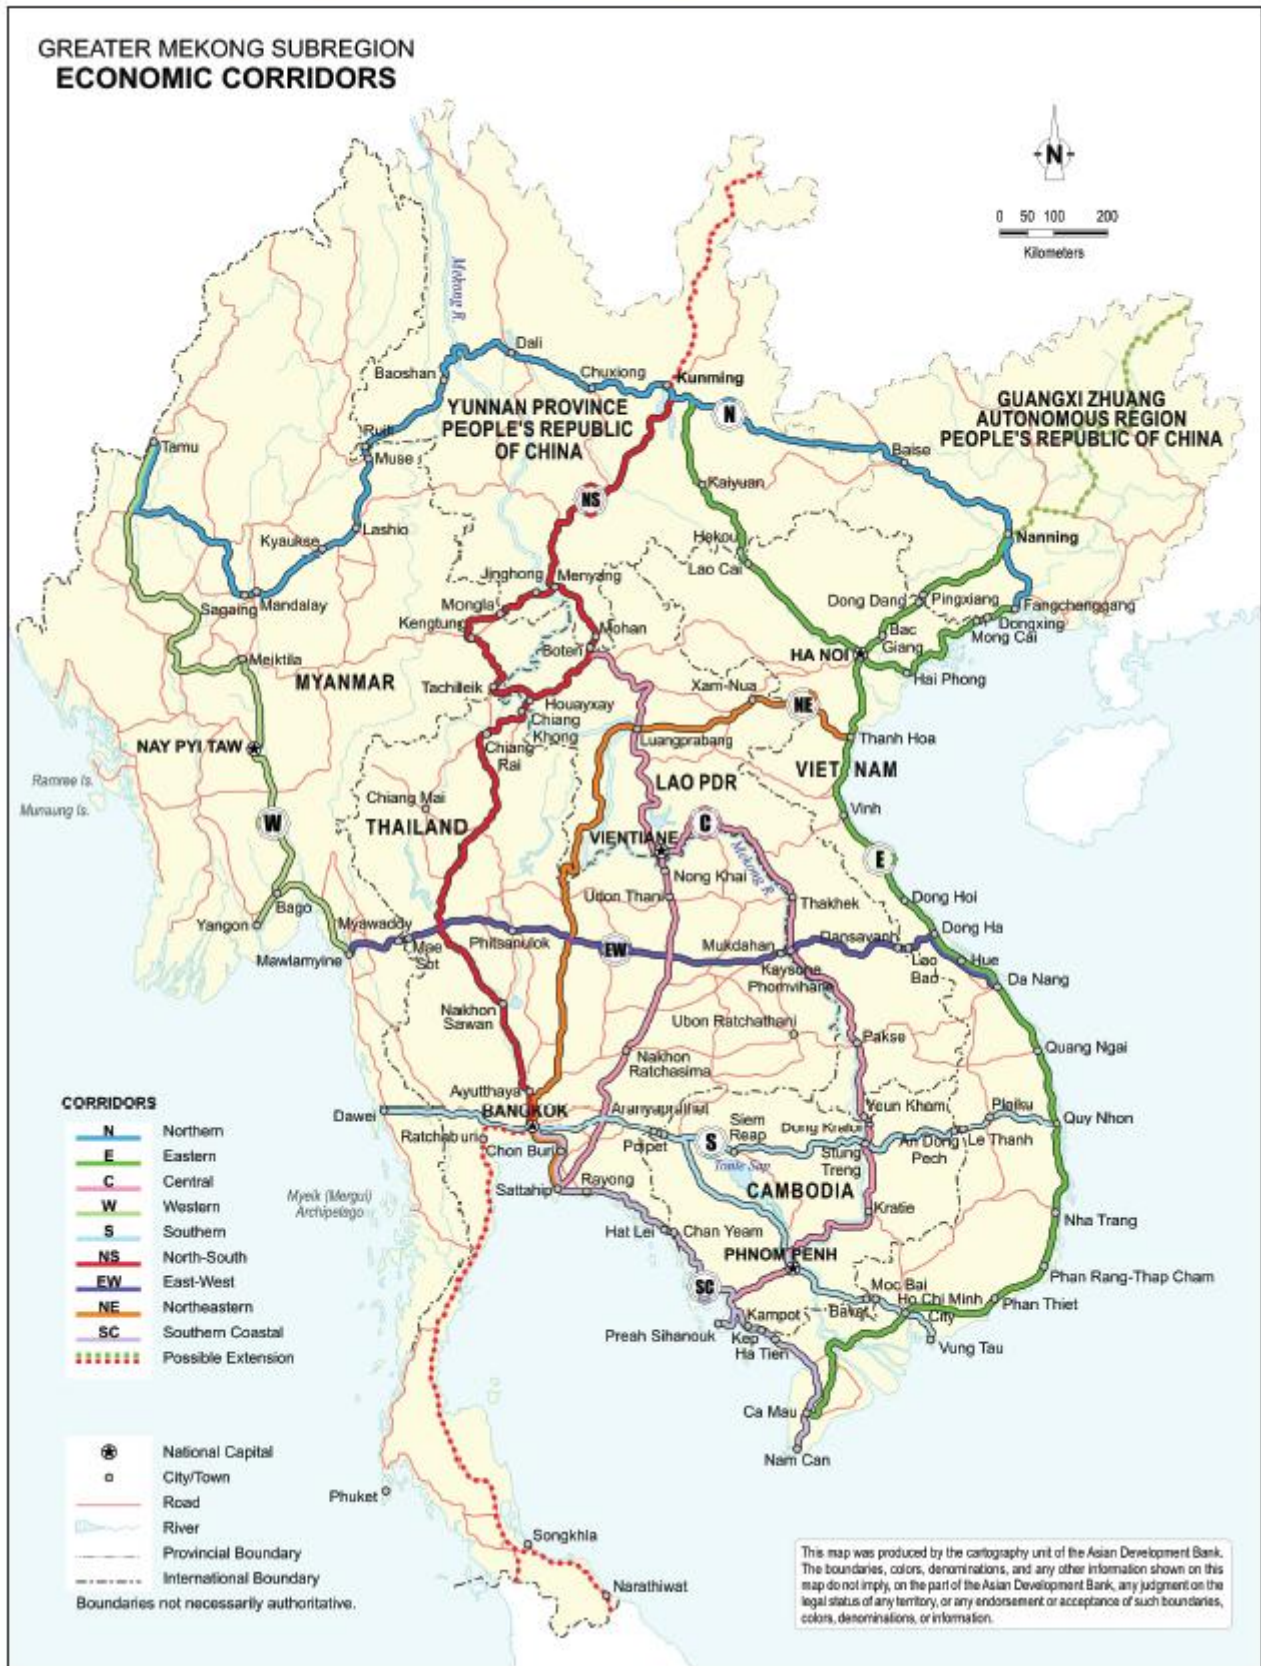 GREATER MEKONG SUBREGION
ECONOMIC CORRIDORS
N
0 50 100 200
Kilometers
Mekong R.
Dali
Baoshan
Chuxiong
Kunming
N
YUNNAN PROVINCE
PEOPLE'S REPUBLIC
OF CHINA
GUANGXI ZHUANG
AUTONOMOUS REGION
PEOPLE'S REPUBLIC OF CHINA
Ruili
Muse
Tamu
Baise
NS
Kaiyuan
Lashio
Kyaukse
Hekou
Nanning
Lao Cai
Jinghong
Menyang
Sagaing
Mandalay
Mongla
Dong Dang
Pingxiang
Fangchenggang
Dongxing
Mong Cai
Kengtung
Mohan
Bac
Giang
Boten
HA NOI
Meiktila
Hai Phong
MYANMAR
Tachilleik
Xam-Nua
NE
Houayxay
Chiang
Khong
Luangprabang
Thanh Hoa
NAY PYI TAW
Chiang
Rai
LAO PDR
VIET NAM
Ramree Is.
Munaung Is.
Chiang Mai
Vinh
W
THAILAND
VIENTIANE
C
Mekong R.
E
Nong Khai
Udon Thani
Thakhek
Dong Hoi
Bago
Yangon
Myawaddy
Mae
Sot
Phitsanulok
EW
Mukdahan
Dansavanh
Dong Ha
Mawlamyine
Kaysone
Phomvihane
Lao
Bao
Hue
Da Nang
Nakhon
Sawan
Ubon Ratchathani
Pakse
Quang Ngai
Nakhon
Ratchasima
Ayutthaya
BANGKOK
Aranyaprathet
Dawei
Siem
Reap
Yeun Kham
Dong Kralor
Pleiku
Quy Nhon
Ratchaburi
Chon Buri
Poipet
S
Stung
Treng
An Dong
Pech
Le Thanh
Tonle Sap
Sattahip
Rayong
CAMBODIA
Myeik (Mergui)
Archipelago
Kratie
Nha Trang
Hat Lei
Chan Yeam
PHNOM PENH
Phan Rang-Thap Cham
SC
Moc Bai
Baket
Ho Chi Minh
City
Phan Thiet
Kampot
Preah Sihanouk
Kep
Ha Tien
Vung Tau
Ca Mau
Nam Can
Phuket
Songkhla
Narathiwat
CORRIDORS
N Northern
E Eastern
C Central
W Western
S Southern
NS North-South
EW East-West
NE Northeastern
SC Southern Coastal
Possible Extension
National Capital
City/Town
Road
River
Provincial Boundary
International Boundary
Boundaries not necessarily authoritative.
This map was produced by the cartography unit of the Asian Development Bank.
The boundaries, colors, denominations, and any other information shown on this
map do not imply, on the part of the Asian Development Bank, any judgment on the
legal status of any territory, or any endorsement or acceptance of such boundaries,
colors, denominations, or information.